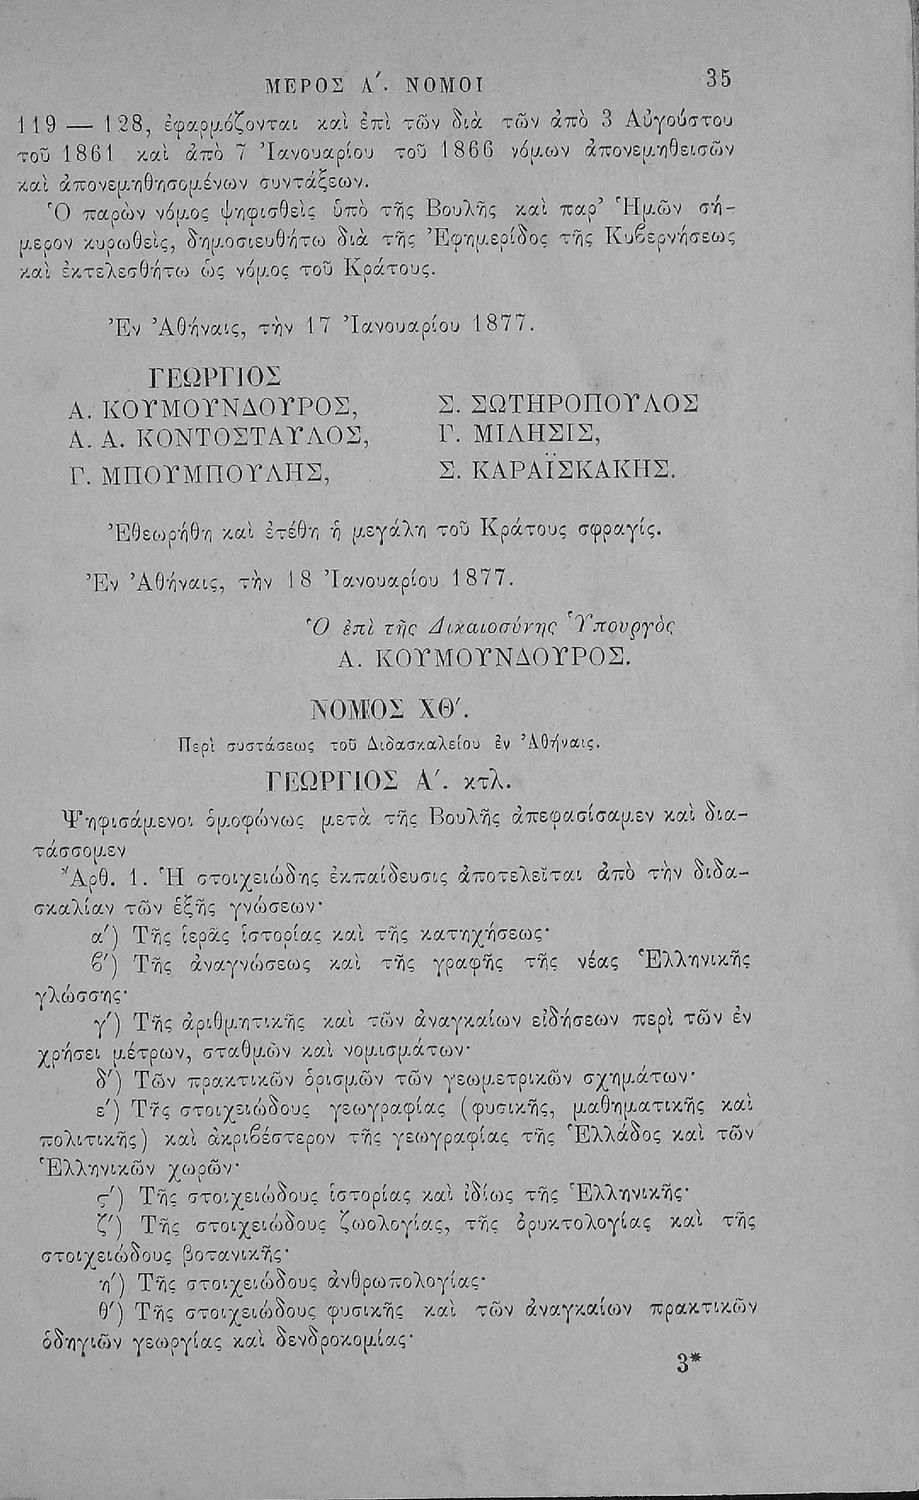 ΜΕΡΟΣ Α΄. ΝΟΜΟΙ 35
119 — 128, ἐφαρμόζονται καὶ ἐπὶ τῶν διὰ τῶν ἀπὸ 3 Αὐγούστου
τοῦ 1861 καὶ ἀπὸ 7 Ἰανουαρίου τοῦ 1866 νόμων ἀπονεμηθεισῶν
καὶ ἀπονεμηθησομένων συντάξεων.
Ὁ παρὼν νόμος ψηφισθεὶς ὑπὸ τῆς Βουλῆς καὶ παρ' Ἡμῶν σή-
μερον κυρωθεὶς, δημοσιευθήτω διὰ τῆς Ἐφημερίδος τῆς Κυβερνήσεως
καὶ ἐκτελεσθήτω ὡς νόμος τοῦ Κράτους.
Ἐν Ἀθήναις, τὴν 17 Ἰανουαρίου 1877.
ΓΕΩΡΓΙΟΣ
Α. ΚΟΥΜΟΥΝΔΟΥΡΟΣ, Σ. ΣΩΤΗΡΟΠΟΥΛΟΣ
Α. Α. ΚΟΝΤΟΣΤΑΥΛΟΣ, Γ. ΜΙΛΗΣΙΣ,
Γ. ΜΠΟΥΜΠΟΥΛΗΣ, Σ. ΚΑΡΑΪΣΚΑΚΗΣ.
Ἐθεωρήθη καὶ ἐτέθη ἡ μεγάλη τοῦ Κράτους σφραγίς.
Ἐν Ἀθήναις, τὴν 18 Ἰανουαρίου 1877.
Ὁ ἐπὶ τῆς Δικαιοσύνης Ὑπουργὸς
Α. ΚΟΥΜΟΥΝΔΟΥΡΟΣ.
ΝΟΜΟΣ ΧΘ΄.
Περὶ συστάσεως τοῦ Διδασκαλείου ἐν Ἀθήναις.
ΓΕΩΡΓΙΟΣ Α΄. κτλ.
Ψηφισάμενοι ὁμοφώνως μετὰ τῆς Βουλῆς ἀπεφασίσαμεν καὶ δια-
τάσσομεν
Ἄρθ. 1. Ἡ στοιχειώδης ἐκπαίδευσις ἀποτελεῖται ἀπὸ τὴν διδα-
σκαλίαν τῶν ἑξῆς γνώσεων·
α΄) Τῆς ἱερᾶς ἱστορίας καὶ τῆς κατηχήσεως·
β΄) Τῆς ἀναγνώσεως καὶ τῆς γραφῆς τῆς νέας Ἑλληνικῆς
γλώσσης·
γ΄) Τῆς ἀριθμητικῆς καὶ τῶν ἀναγκαίων εἰδήσεων περὶ τῶν ἐν
χρήσει μέτρων, σταθμῶν καὶ νομισμάτων·
δ΄) Τῶν πρακτικῶν ὁρισμῶν τῶν γεωμετρικῶν σχημάτων·
ε΄) Τῆς στοιχειώδους γεωγραφίας (φυσικῆς, μαθηματικῆς καὶ
πολιτικῆς) καὶ ἀκριβέστερον τῆς γεωγραφίας τῆς Ἑλλάδος καὶ τῶν
Ἑλληνικῶν χωρῶν·
ς΄) Τῆς στοιχειώδους ἱστορίας καὶ ἰδίως τῆς Ἑλληνικῆς·
ζ΄) Τῆς στοιχειώδους ζωολογίας, τῆς ὀρυκτολογίας καὶ τῆς
στοιχειώδους βοτανικῆς·
η΄) Τῆς στοιχειώδους ἀνθρωπολογίας·
θ΄) Τῆς στοιχειώδους φυσικῆς καὶ τῶν ἀναγκαίων πρακτικῶν
ὁδηγιῶν γεωργίας καὶ δενδροκομίας·
3*